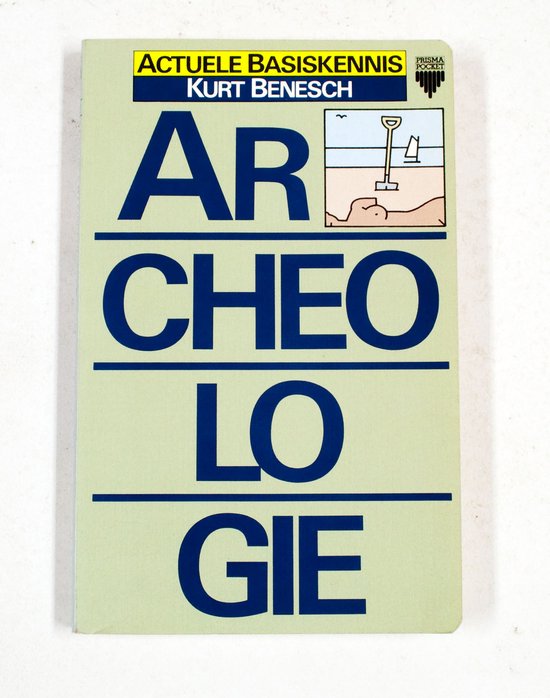 ACTUELE BASISKENNIS
KURT BENESCH
PRISMA
POCKET
AR
CHEO
LO
GIE